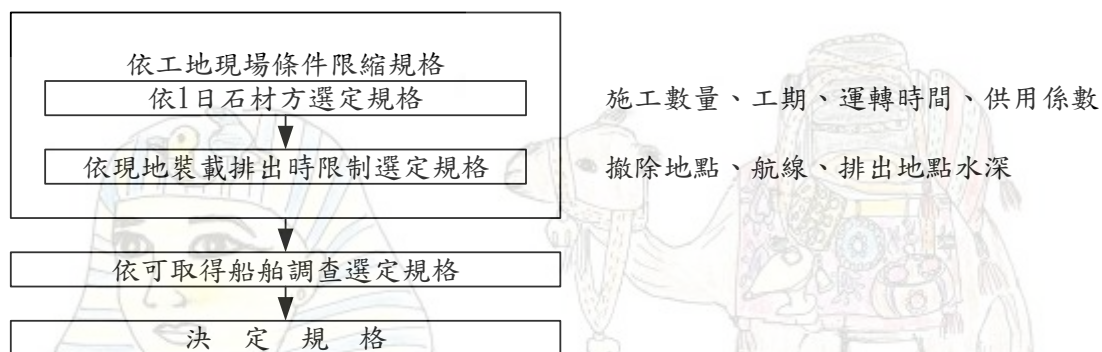 依工地現場條件限縮規格
依1日石材方選定規格
施工數量、工期、運轉時間、供用係數
依現地裝載排出時限制選定規格
撤除地點、航線、排出地點水深
依可取得船舶調查選定規格
決定規格